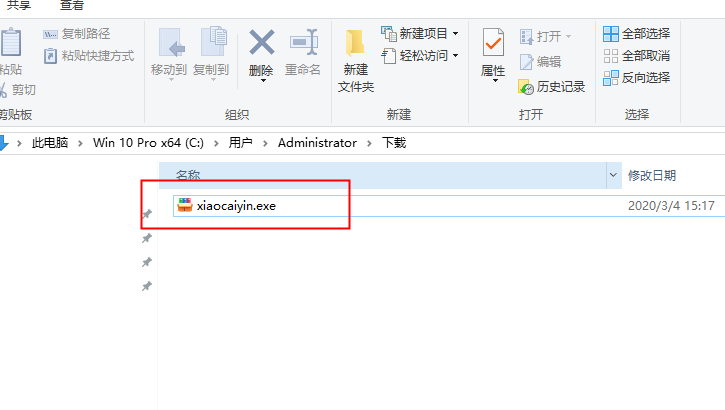 共享 查看
复制路径
粘贴快捷方式
粘贴
剪切
剪贴板
移动到 复制到 删除 重命名
组织
新建
文件夹
新建项目
轻松访问
新建
属性
打开
编辑
历史记录
打开
全部选择
全部取消
反向选择
选择
此电脑 Win 10 Pro x64 (C:) 用户 Administrator 下载
名称 修改日期
xiaocaiyin.exe 2020/3/4 15:17